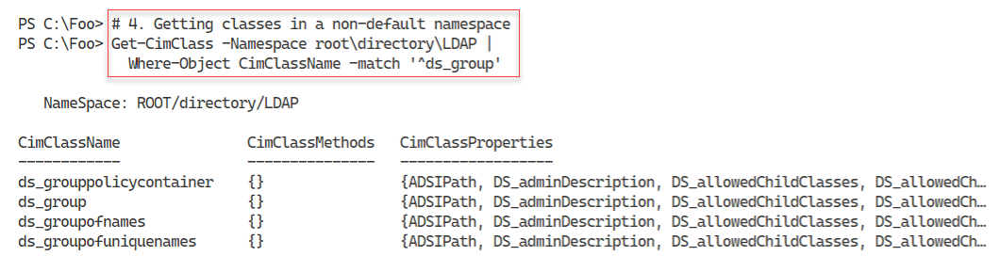 PS C:\Foo> # 4. Getting classes in a non-default namespace
PS C:\Foo> Get-CimClass -Namespace root\directory\LDAP |
Where-Object CimClassName -match '^ds_group'
NameSpace: ROOT/directory/LDAP
CimClassName CimClassMethods CimClassProperties
------------ --------------- ------------------
ds_grouppolicycontainer {} {ADSIPath, DS_adminDescription, DS_allowedChildClasses, DS_allowedCh…
ds_group {} {ADSIPath, DS_adminDescription, DS_allowedChildClasses, DS_allowedCh…
ds_groupofnames {} {ADSIPath, DS_adminDescription, DS_allowedChildClasses, DS_allowedCh…
ds_groupofuniquenames {} {ADSIPath, DS_adminDescription, DS_allowedChildClasses, DS_allowedCh…